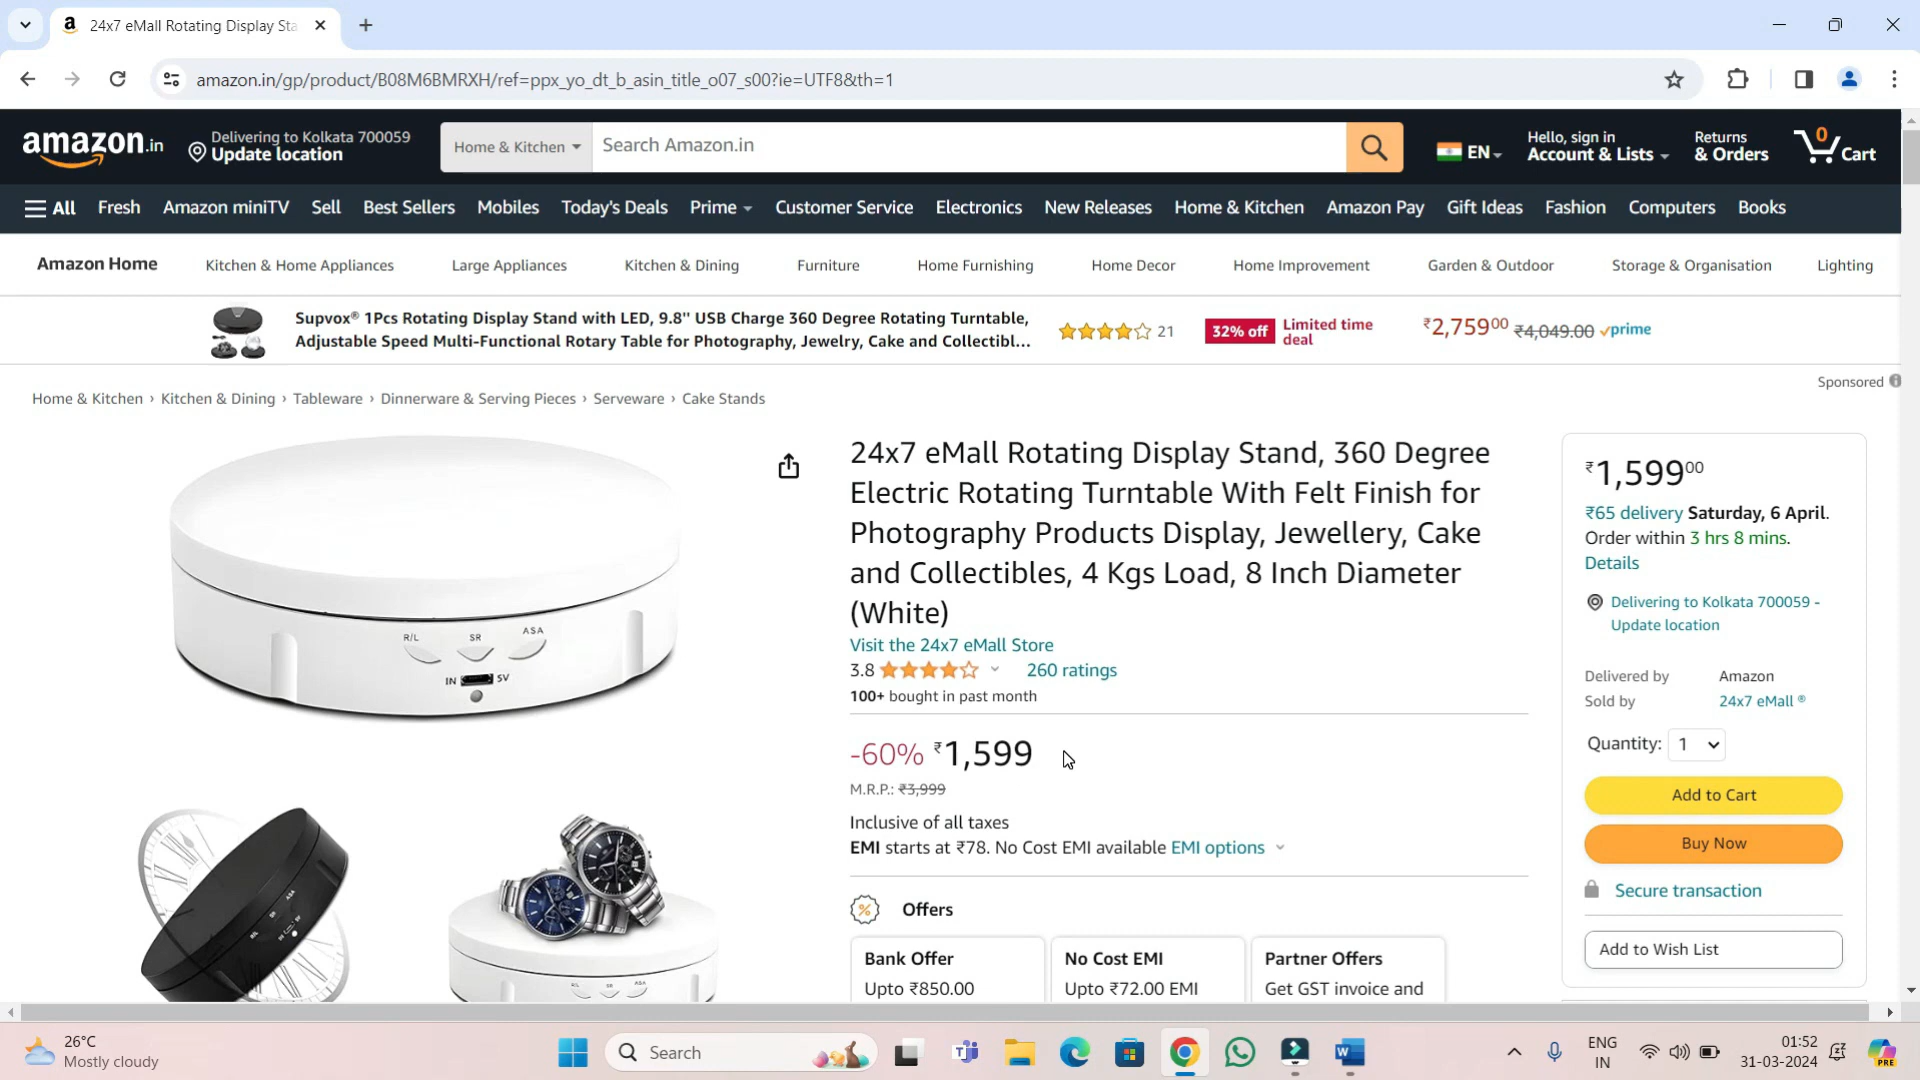 24x7 eMall Rotating Display Sta
amazon.in/gp/product/B08M6BMRXH/ref=ppx_yo_dt_b_asin_title_o07_s00?ie=UTF8&th=1
amazon.in
Delivering to Kolkata 700059
Update location
Home & Kitchen
Search Amazon.in
EN
Hello, sign in
Account & Lists
Returns
& Orders
0
Cart
All Fresh Amazon miniTV Sell Best Sellers Mobiles Today's Deals Prime Customer Service Electronics New Releases Home & Kitchen Amazon Pay Gift Ideas Fashion Computers Books
Amazon Home Kitchen & Home Appliances Large Appliances Kitchen & Dining Furniture Home Furnishing Home Decor Home Improvement Garden & Outdoor Storage & Organisation Lighting
Supvox® 1Pcs Rotating Display Stand with LED, 9.8'' USB Charge 360 Degree Rotating Turntable,
Adjustable Speed Multi-Functional Rotary Table for Photography, Jewelry, Cake and Collectibl...
21
32% off
Limited time
deal
₹2,75900 ₹4,049.00 prime
Sponsored
Home & Kitchen › Kitchen & Dining › Tableware › Dinnerware & Serving Pieces › Serveware › Cake Stands
R/L SR ASA
IN 5V
24x7 eMall Rotating Display Stand, 360 Degree
Electric Rotating Turntable With Felt Finish for
Photography Products Display, Jewellery, Cake
and Collectibles, 4 Kgs Load, 8 Inch Diameter
(White)
Visit the 24x7 eMall Store
3.8 260 ratings
100+ bought in past month
-60% ₹1,599
M.R.P.: ₹3,999
Inclusive of all taxes
EMI starts at ₹78. No Cost EMI available EMI options
Offers
Bank Offer
Upto ₹850.00
No Cost EMI
Upto ₹72.00 EMI
Partner Offers
Get GST invoice and
₹1,59900
₹65 delivery Saturday, 6 April.
Order within 3 hrs 8 mins.
Details
Delivering to Kolkata 700059 -
Update location
Delivered by Amazon
Sold by 24x7 eMall ®
Quantity: 1
Add to Cart
Buy Now
Secure transaction
Add to Wish List
R/L SR ASA
26°C
Mostly cloudy
Search
ENG
IN
01:52
31-03-2024
PRE